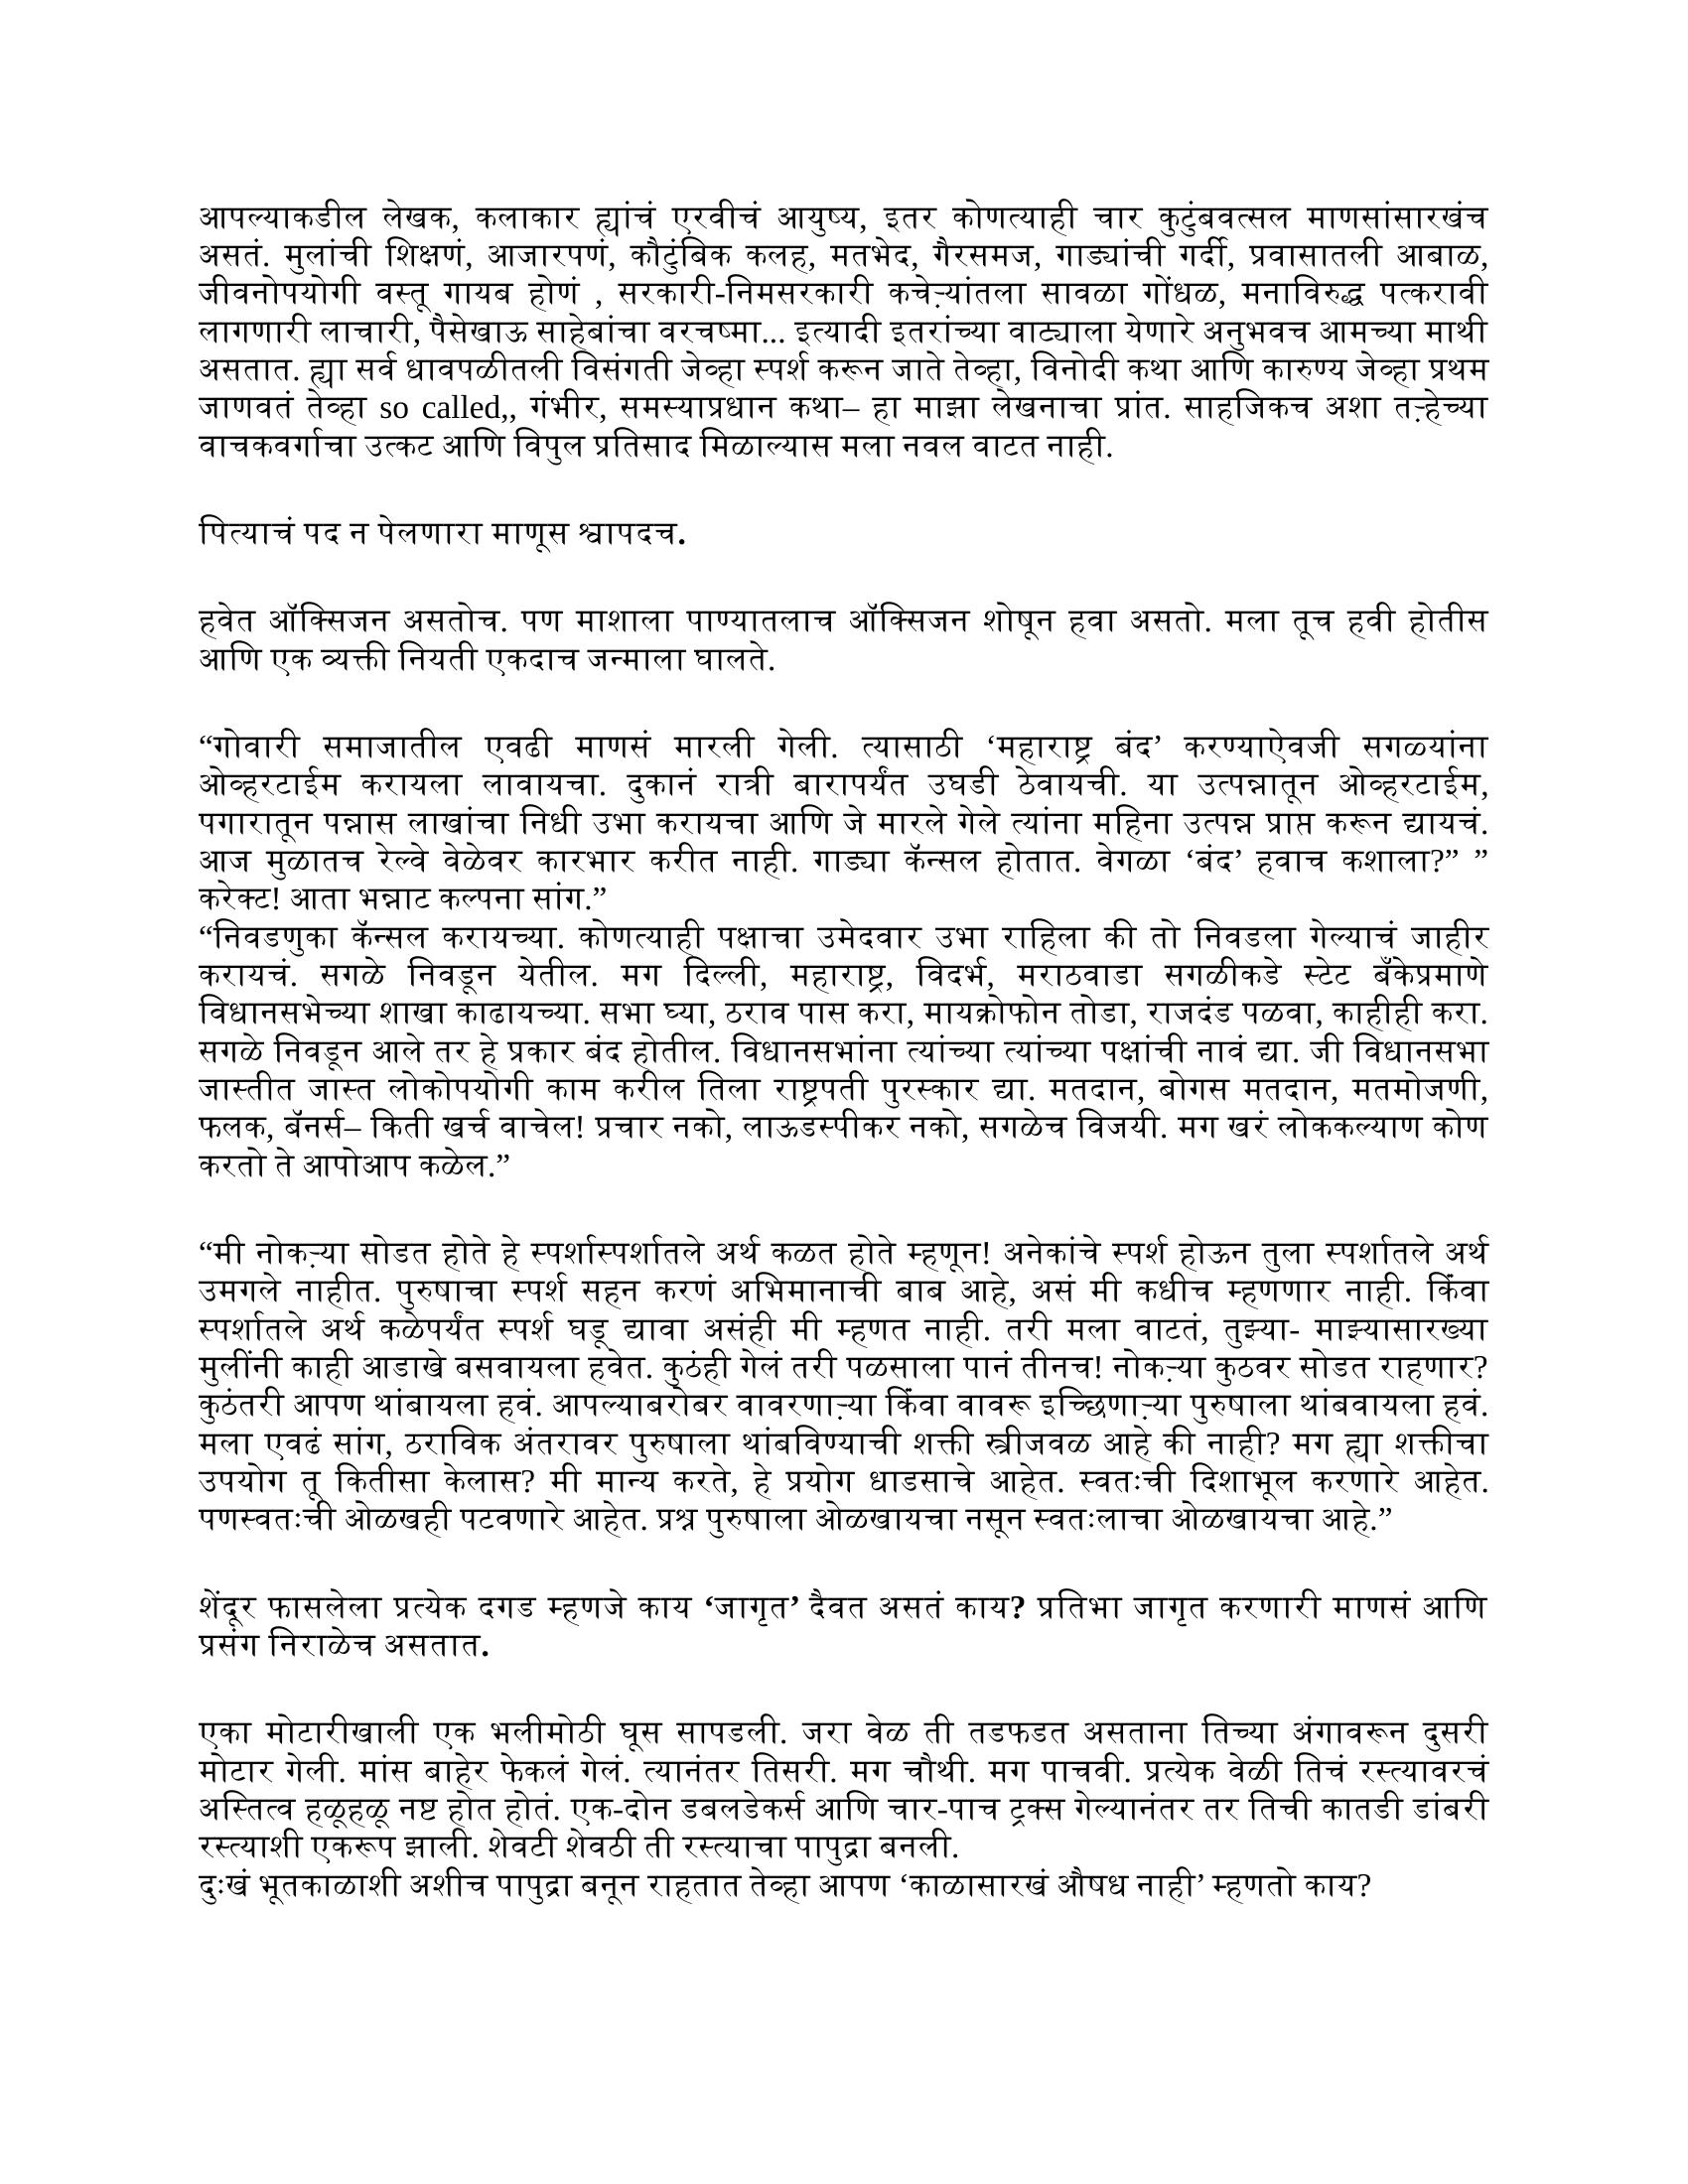 आपल्याकडील लेखक, कलाकार ह्यांचं एरवीचं आयुष्य, इतर कोणत्याही चार कुटुंबवत्सल माणसांसारखंच
असतं. मुलांची शिक्षणं, आजारपणं, कौटुंबिक कलह, मतभेद, गैरसमज, गाड्यांची गर्दी, प्रवासातली आबाळ,
जीवनोपयोगी वस्तू गायब होणं , सरकारी-निमसरकारी कचेऱ्यांतला सावळा गोंधळ, मनाविरुद्ध पत्करावी
लागणारी लाचारी, पैसेखाऊ साहेबांचा वरचष्मा... इत्यादी इतरांच्या वाट्याला येणारे अनुभवच आमच्या माथी
असतात. ह्या सर्व धावपळीतली विसंगती जेव्हा स्पर्श करून जाते तेव्हा, विनोदी कथा आणि कारुण्य जेव्हा प्रथम
जाणवतं तेव्हा so called,, गंभीर, समस्याप्रधान कथा– हा माझा लेखनाचा प्रांत. साहजिकच अशा तऱ्हेच्या
वाचकवर्गाचा उत्कट आणि विपुल प्रतिसाद मिळाल्यास मला नवल वाटत नाही.
पित्याचं पद न पेलणारा माणूस श्वापदच.
हवेत ऑक्सिजन असतोच. पण माशाला पाण्यातलाच ऑक्सिजन शोषून हवा असतो. मला तूच हवी होतीस
आणि एक व्यक्ती नियती एकदाच जन्माला घालते.
“गोवारी समाजातील एवढी माणसं मारली गेली. त्यासाठी ‘महाराष्ट्र बंद’ करण्याऐवजी सगळ्यांना
ओव्हरटाईम करायला लावायचा. दुकानं रात्री बारापर्यंत उघडी ठेवायची. या उत्पन्नातून ओव्हरटाईम,
पगारातून पन्नास लाखांचा निधी उभा करायचा आणि जे मारले गेले त्यांना महिना उत्पन्न प्राप्त करून द्यायचं.
आज मुळातच रेल्वे वेळेवर कारभार करीत नाही. गाड्या कॅन्सल होतात. वेगळा ‘बंद’ हवाच कशाला?” ”
करेक्ट! आता भन्नाट कल्पना सांग.”
“निवडणुका कॅन्सल करायच्या. कोणत्याही पक्षाचा उमेदवार उभा राहिला की तो निवडला गेल्याचं जाहीर
करायचं. सगळे निवडून येतील. मग दिल्ली, महाराष्ट्र, विदर्भ, मराठवाडा सगळीकडे स्टेट बँकेप्रमाणे
विधानसभेच्या शाखा काढायच्या. सभा घ्या, ठराव पास करा, मायक्रोफोन तोडा, राजदंड पळवा, काहीही करा.
सगळे निवडून आले तर हे प्रकार बंद होतील. विधानसभांना त्यांच्या त्यांच्या पक्षांची नावं द्या. जी विधानसभा
जास्तीत जास्त लोकोपयोगी काम करील तिला राष्ट्रपती पुरस्कार द्या. मतदान, बोगस मतदान, मतमोजणी,
फलक, बॅनर्स– किती खर्च वाचेल! प्रचार नको, लाऊडस्पीकर नको, सगळेच विजयी. मग खरं लोककल्याण कोण
करतो ते आपोआप कळेल.”
“मी नोकऱ्या सोडत होते हे स्पर्शास्पर्शातले अर्थ कळत होते म्हणून! अनेकांचे स्पर्श होऊन तुला स्पर्शातले अर्थ
उमगले नाहीत. पुरुषाचा स्पर्श सहन करणं अभिमानाची बाब आहे, असं मी कधीच म्हणणार नाही. किंवा
स्पर्शातले अर्थ कळेपर्यंत स्पर्श घडू द्यावा असंही मी म्हणत नाही. तरी मला वाटतं, तुझ्या- माझ्यासारख्या
मुलींनी काही आडाखे बसवायला हवेत. कुठंही गेलं तरी पळसाला पानं तीनच! नोकऱ्या कुठवर सोडत राहणार?
कुठंतरी आपण थांबायला हवं. आपल्याबरोबर वावरणाऱ्या किंवा वावरू इच्छिणाऱ्या पुरुषाला थांबवायला हवं.
मला एवढं सांग, ठराविक अंतरावर पुरुषाला थांबविण्याची शक्ती स्त्रीजवळ आहे की नाही? मग ह्या शक्तीचा
उपयोग तू कितीसा केलास? मी मान्य करते, हे प्रयोग धाडसाचे आहेत. स्वतःची दिशाभूल करणारे आहेत.
पणस्वतःची ओळखही पटवणारे आहेत. प्रश्न पुरुषाला ओळखायचा नसून स्वतःलाचा ओळखायचा आहे.”
शेंदूर फासलेला प्रत्येक दगड म्हणजे काय ‘जागृत’ दैवत असतं काय? प्रतिभा जागृत करणारी माणसं आणि
प्रसंग निराळेच असतात.
एका मोटारीखाली एक भलीमोठी घूस सापडली. जरा वेळ ती तडफडत असताना तिच्या अंगावरून दुसरी
मोटार गेली. मांस बाहेर फेकलं गेलं. त्यानंतर तिसरी. मग चौथी. मग पाचवी. प्रत्येक वेळी तिचं रस्त्यावरचं
अस्तित्व हळूहळू नष्ट होत होतं. एक-दोन डबलडेकर्स आणि चार-पाच ट्रक्स गेल्यानंतर तर तिची कातडी डांबरी
रस्त्याशी एकरूप झाली. शेवटी शेवठी ती रस्त्याचा पापुद्रा बनली.
दुःखं भूतकाळाशी अशीच पापुद्रा बनून राहतात तेव्हा आपण ‘काळासारखं औषध नाही’ म्हणतो काय?